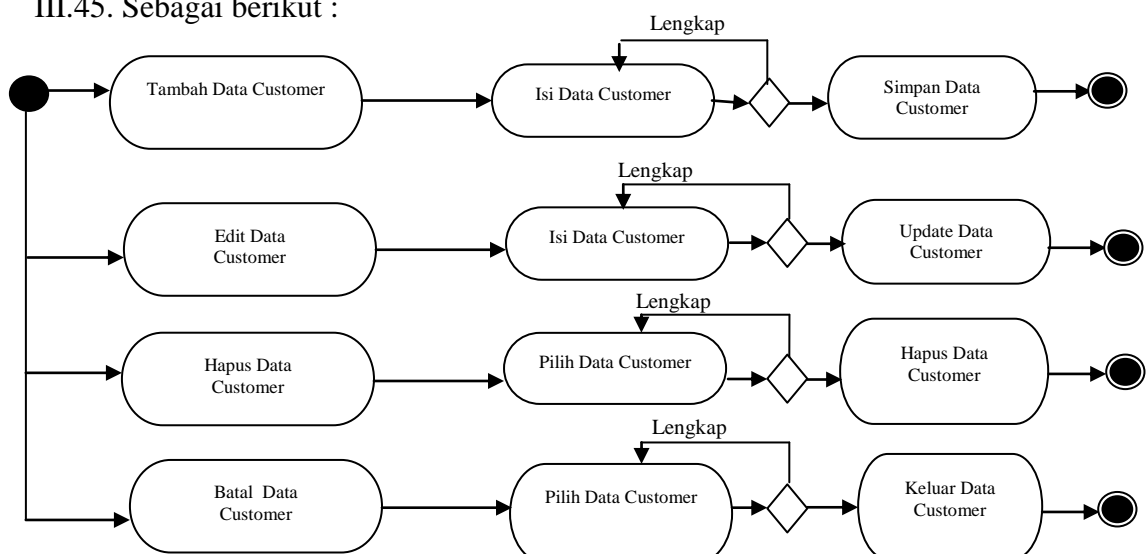 III.45. Sebagai berikut :
Lengkap
Tambah Data Customer
Isi Data Customer
Simpan Data
Customer
Lengkap
Edit Data
Customer
Isi Data Customer
Update Data
Customer
Lengkap
Hapus Data
Customer
Pilih Data Customer
Hapus Data
Customer
Lengkap
Batal Data
Customer
Pilih Data Customer
Keluar Data
Customer